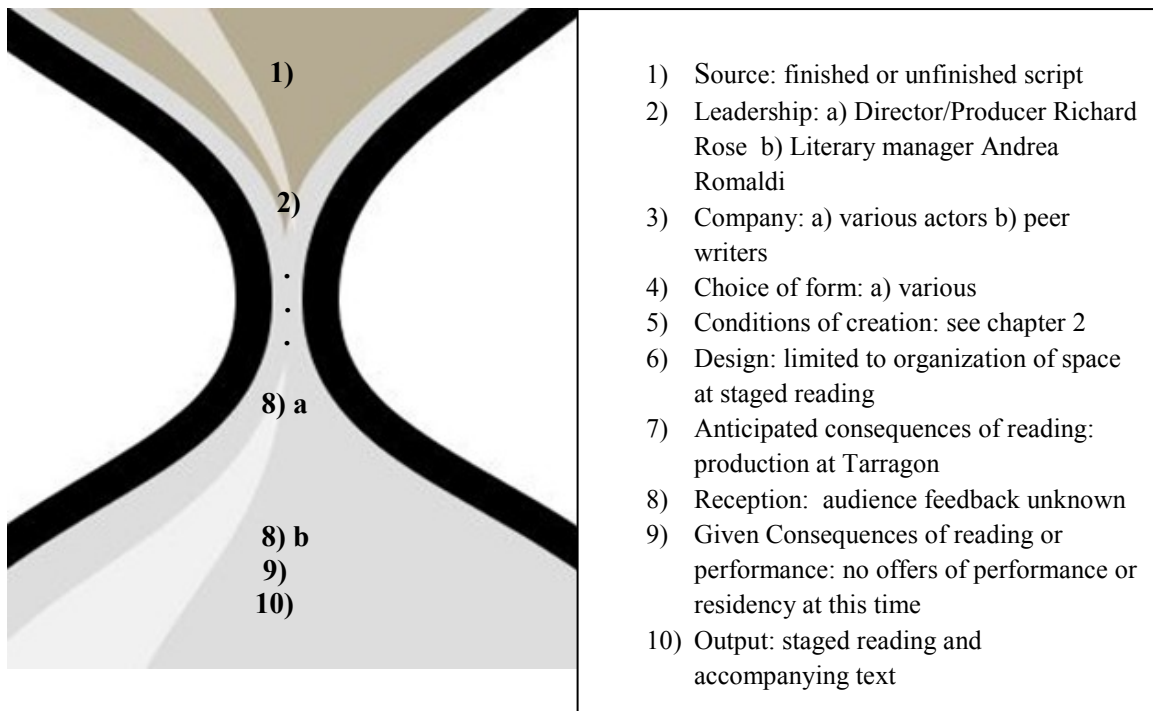 1)
2)
.
.
.
8) a
8) b
9)
10)
1) Source: finished or unfinished script
2) Leadership: a) Director/Producer Richard
Rose b) Literary manager Andrea
Romaldi
3) Company: a) various actors b) peer
writers
4) Choice of form: a) various
5) Conditions of creation: see chapter 2
6) Design: limited to organization of space
at staged reading
7) Anticipated consequences of reading:
production at Tarragon
8) Reception: audience feedback unknown
9) Given Consequences of reading or
performance: no offers of performance or
residency at this time
10) Output: staged reading and
accompanying text